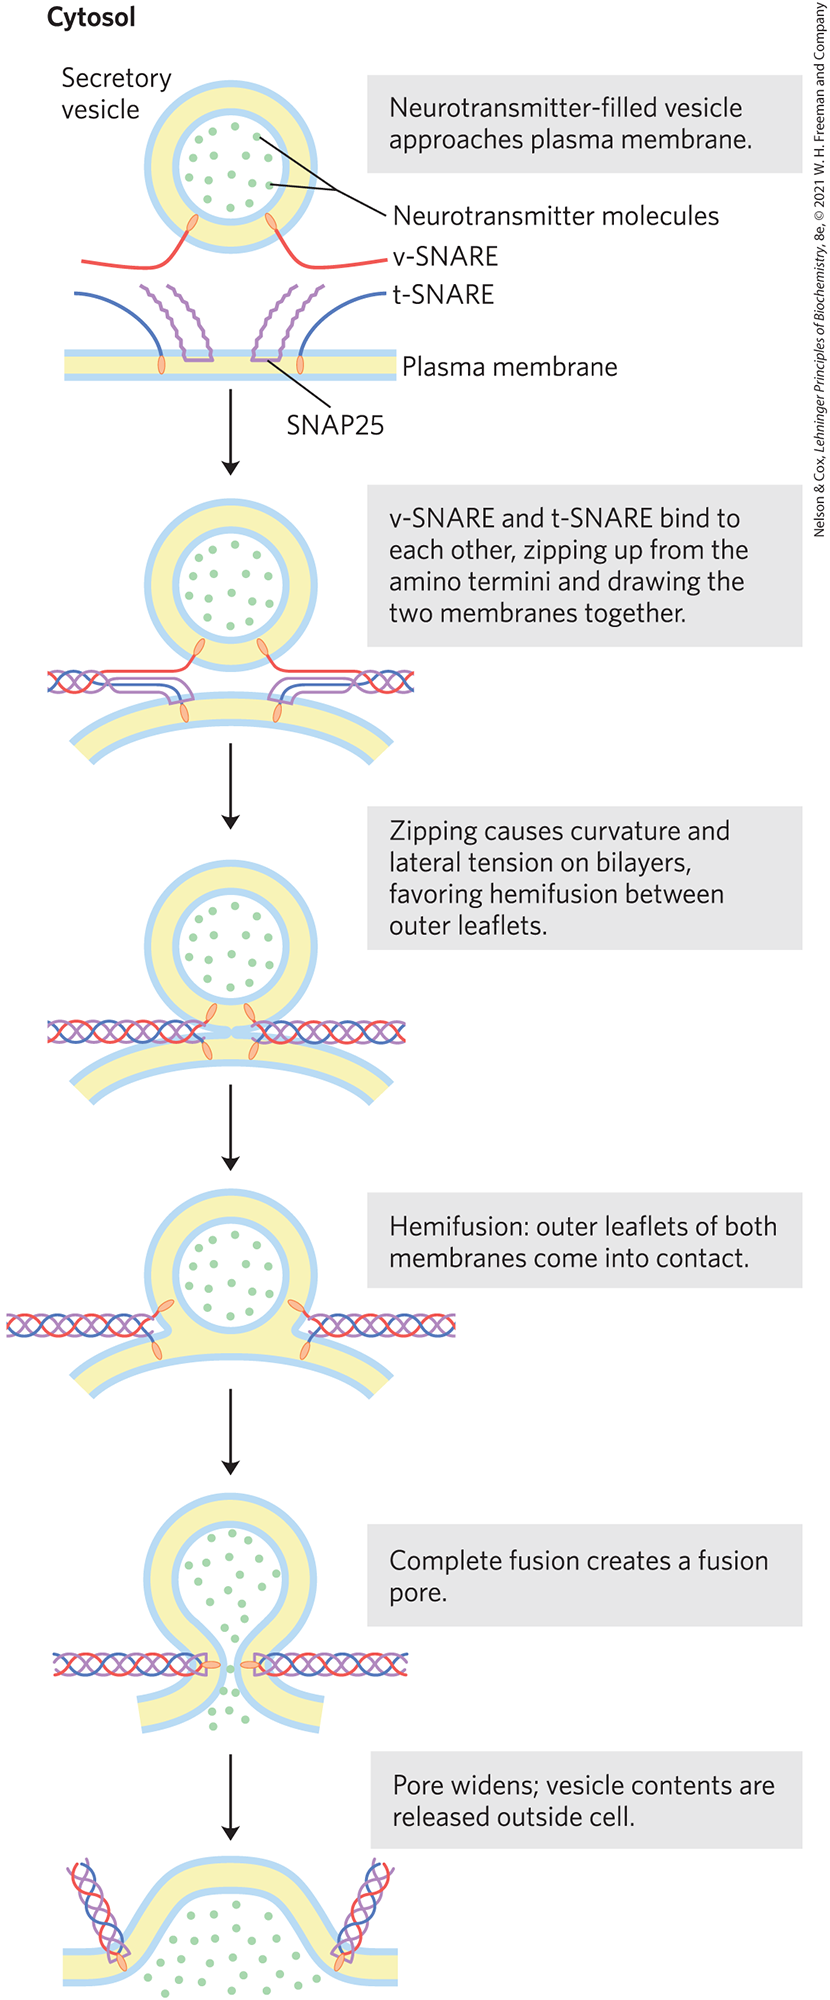 Cytosol
Secretory
vesicle
Neurotransmitter-filled vesicle
approaches plasma membrane.
Neurotransmitter molecules
v-SNARE
t-SNARE
Plasma membrane
SNAP25
v-SNARE and t-SNARE bind to
each other, zipping up from the
amino termini and drawing the
two membranes together.
Zipping causes curvature and
lateral tension on bilayers,
favoring hemifusion between
outer leaflets.
Hemifusion: outer leaflets of both
membranes come into contact.
Complete fusion creates a fusion
pore.
Pore widens; vesicle contents are
released outside cell.
Nelson & Cox, Lehninger Principles of Biochemistry, 8e, © 2021 W. H. Freeman and Company